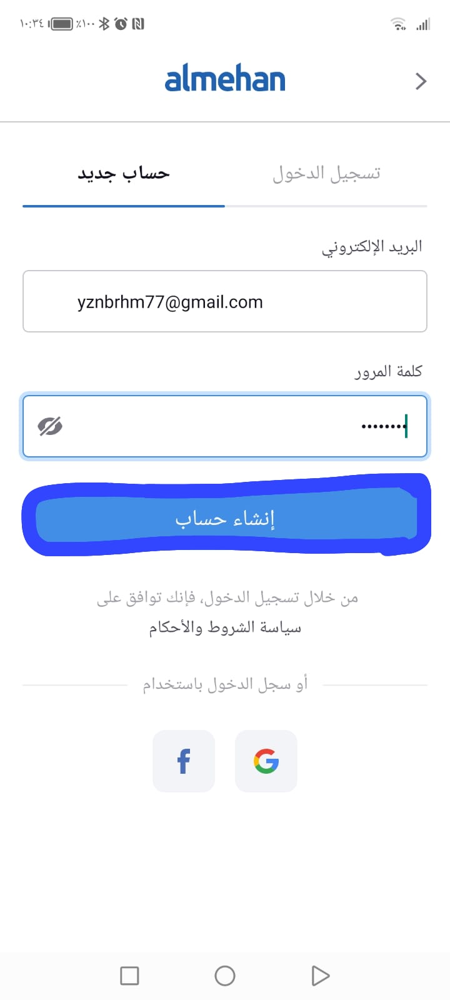 ١٠:٣٤ ٪١٠٠
almehan
تسجيل الدخول
حساب جديد
البريد الإلكتروني
yznbrhm77@gmail.com
كلمة المرور
••••••••
إنشاء حساب
من خلال تسجيل الدخول، فإنك توافق على
سياسة الشروط والأحكام
أو سجل الدخول باستخدام